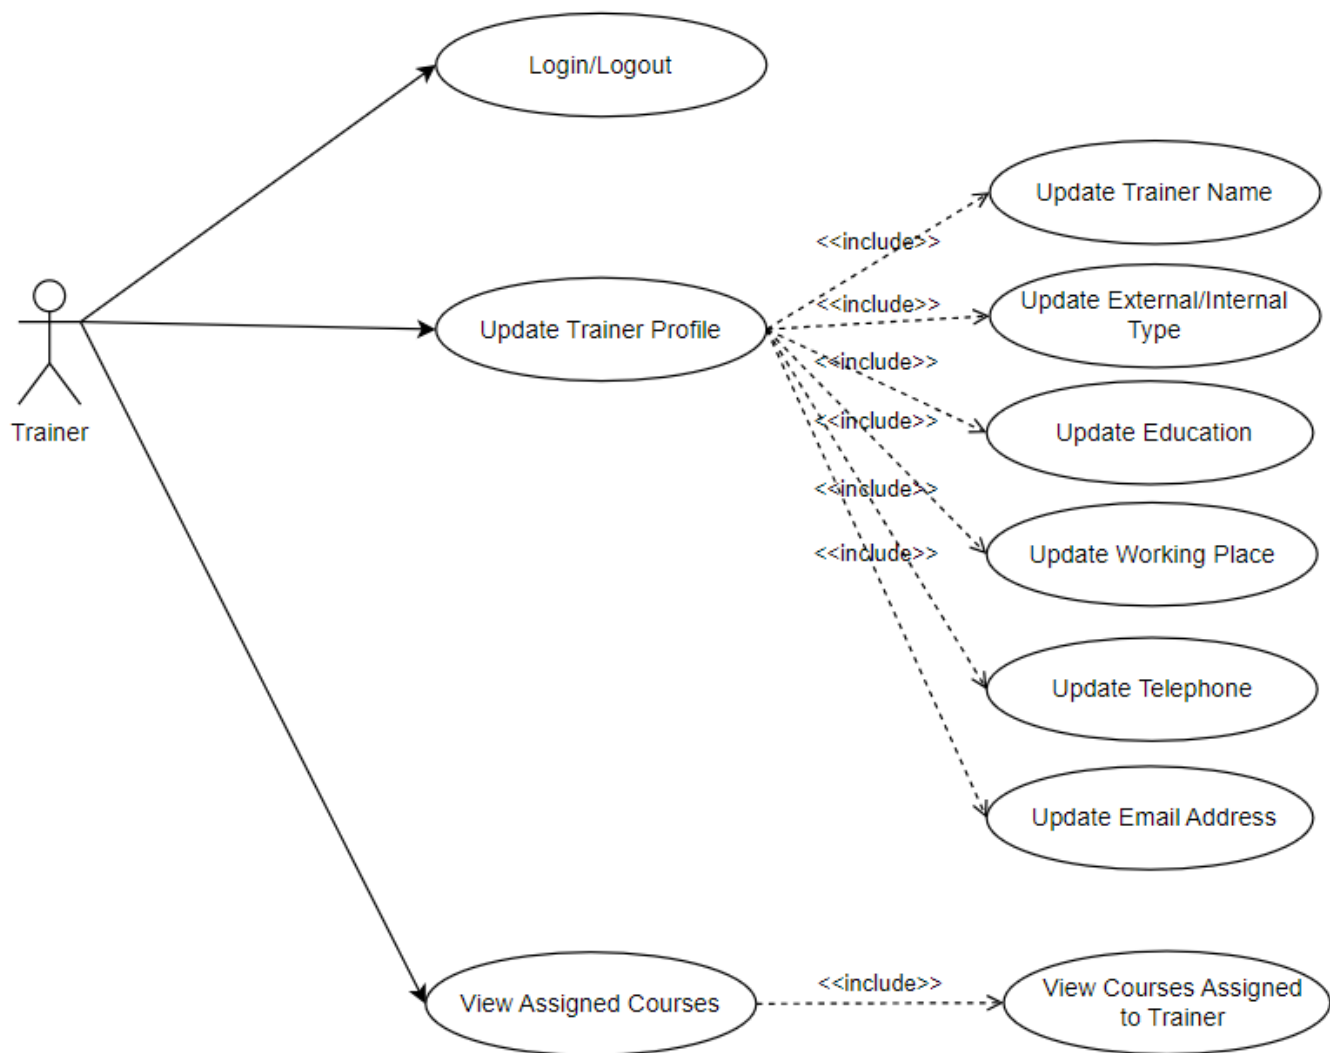 Login/Logout
Update Trainer Name
<<include>>
Update External/Internal
Type
<<include>>
Update Trainer Profile
<<include>>
Update Education
<<include>>
Trainer
<<include>>
Update Working Place
<<include>>
Update Telephone
Update Email Address
View Assigned Courses
<<include>>
View Courses Assigned
to Trainer